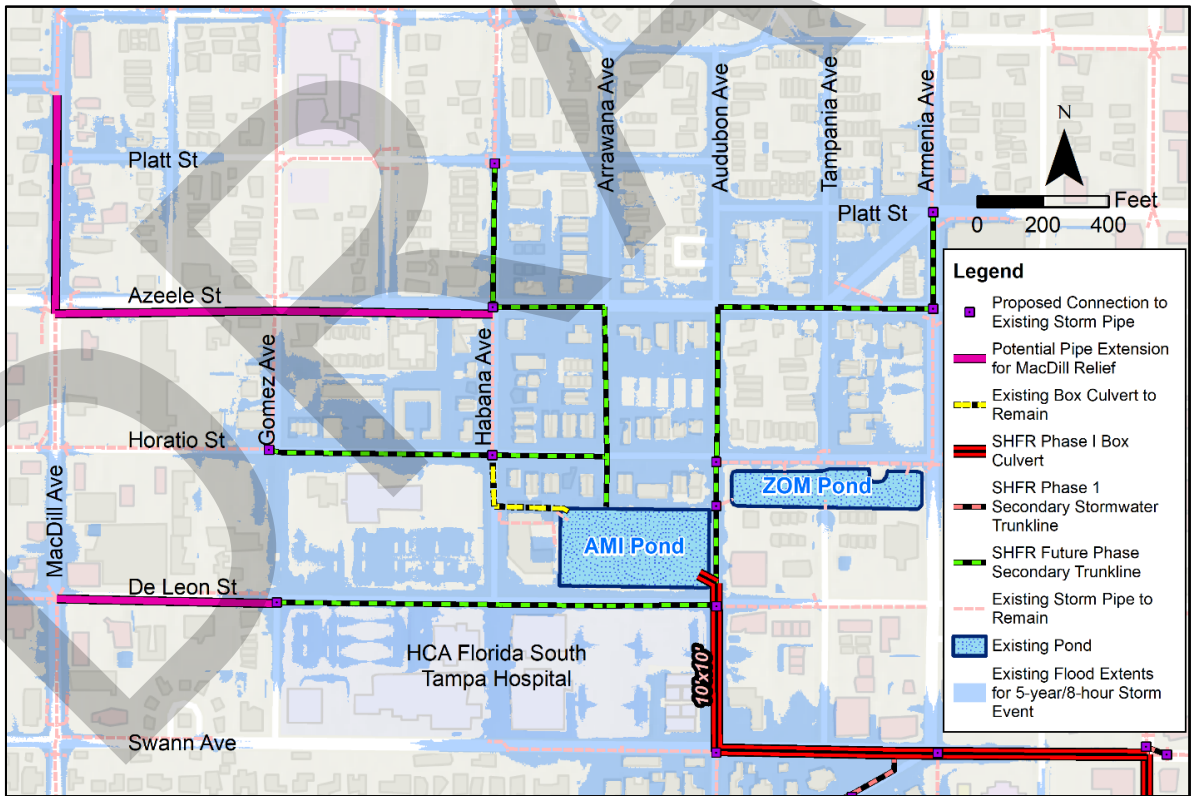 Arrawana Ave
Audubon Ave
Tampania Ave
Armenia Ave
N
Feet
0 200 400
Platt St
Platt St
Azeele St
Gomez Ave
Habana Ave
Horatio St
MacDill Ave
ZOM Pond
AMI Pond
De Leon St
HCA Florida South
Tampa Hospital
10'x10'
Swann Ave
Legend
Proposed Connection to
Existing Storm Pipe
Potential Pipe Extension
for MacDill Relief
Existing Box Culvert to
Remain
SHFR Phase I Box
Culvert
SHFR Phase 1
Secondary Stormwater
Trunkline
SHFR Future Phase
Secondary Trunkline
Existing Storm Pipe to
Remain
Existing Pond
Existing Flood Extents
for 5-year/8-hour Storm
Event